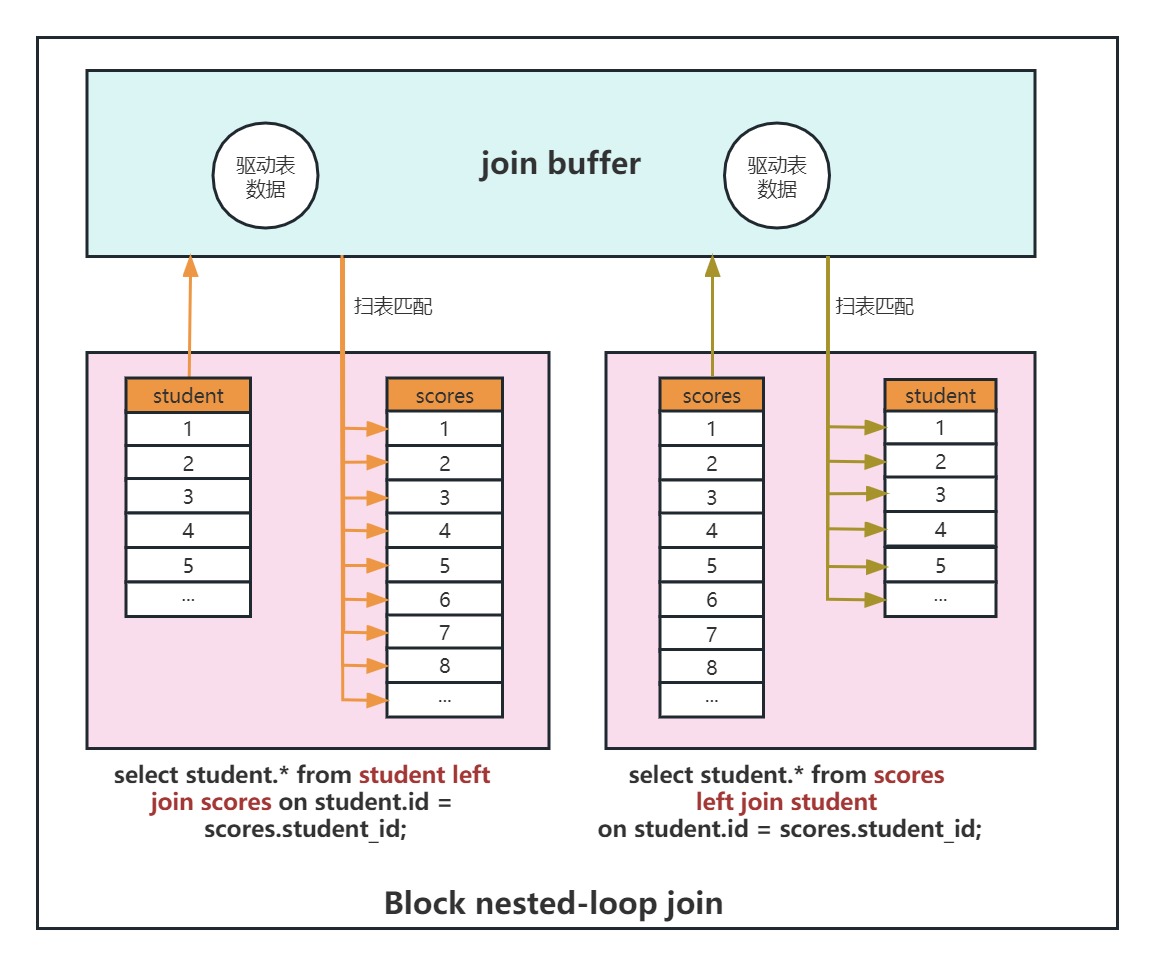 驱动表
数据
join buffer
驱动表
数据
扫表匹配
扫表匹配
student
1
2
3
4
5
...
scores
1
2
3
4
5
6
7
8
...
scores
1
2
3
4
5
6
7
8
...
student
1
2
3
4
5
...
select student.* from student left
join scores on student.id =
scores.student_id;
select student.* from scores
left join student
on student.id = scores.student_id;
Block nested-loop join